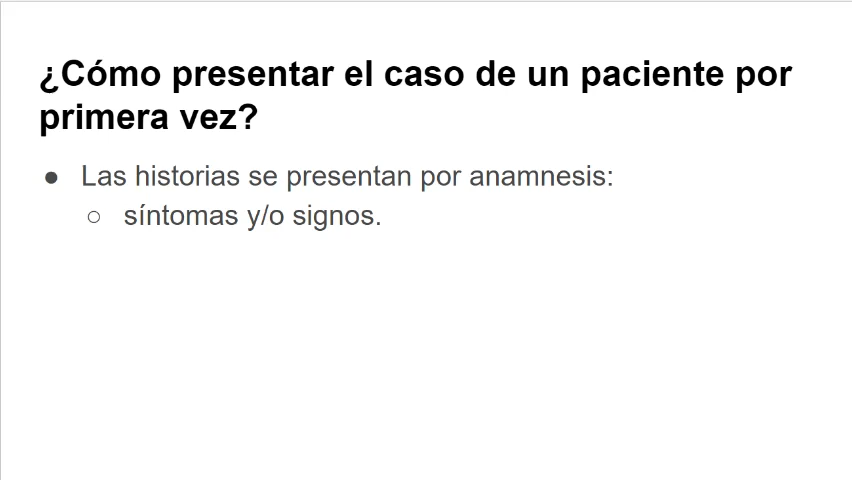 ¿Cómo presentar el caso de un paciente por
primera vez?
● Las historias se presentan por anamnesis:
○ síntomas y/o signos.